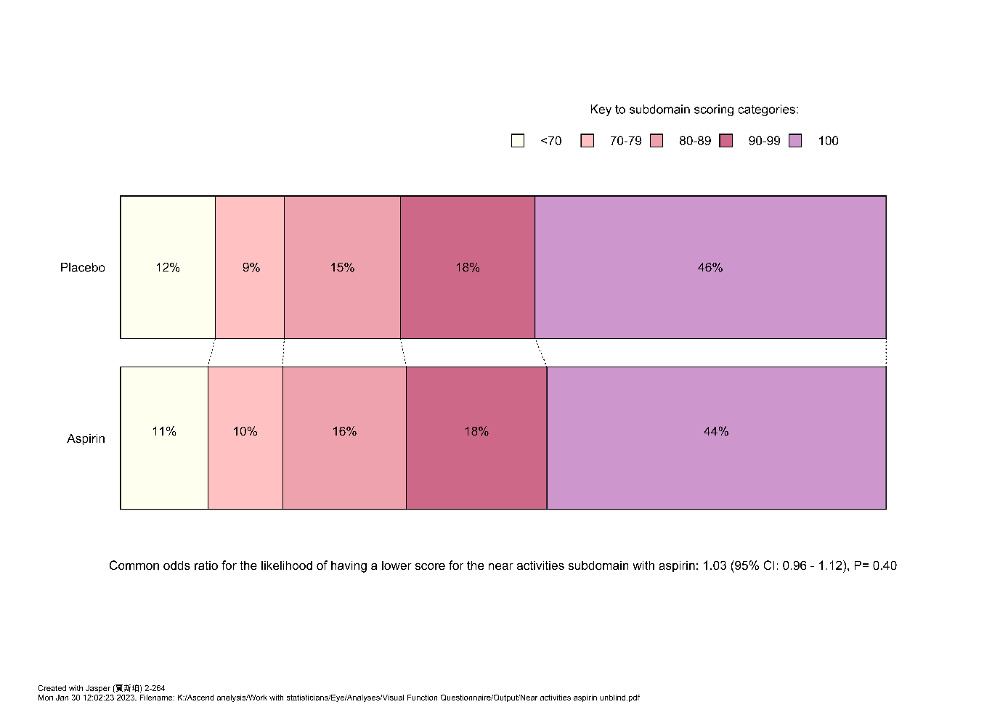 Key to subdomain scoring categories:
<70 70-79 80-89 90-99 100
Placebo 12% 9% 15% 18% 46%
Aspirin 11% 10% 16% 18% 44%
Common odds ratio for the likelihood of having a lower score for the near activities subdomain with aspirin: 1.03 (95% CI: 0.96 - 1.12), P= 0.40
Created with Jasper (賈斯珀) 2-264
Mon Jan 30 12:02:23 2023. Filename: K:/Ascend analysis/Work with statisticians/Eye/Analyses/Visual Function Questionnaire/Output/Near activities aspirin unblind.pdf